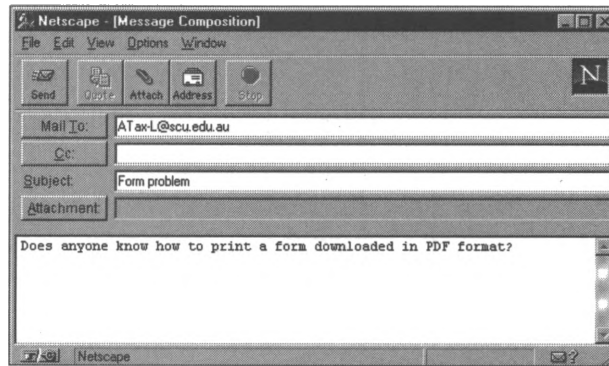 Netscape - [Message Composition]
File Edit View Options Window
Send Quote Attach Address Stop
N
Mail To: ATax-L@scu.edu.au
Cc:
Subject: Form problem
Attachment:
Does anyone know how to print a form downloaded in PDF format?
Netscape
?